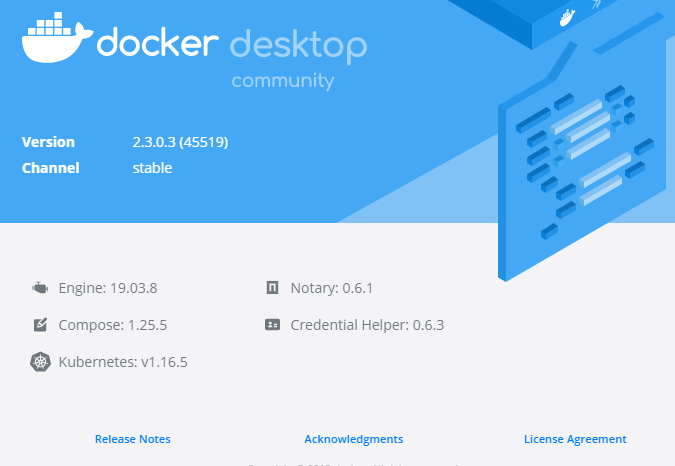 docker desktop
community
Version 2.3.0.3 (45519)
Channel stable
Engine: 19.03.8 Notary: 0.6.1
Compose: 1.25.5 Credential Helper: 0.6.3
Kubernetes: v1.16.5
Release Notes Acknowledgments License Agreement